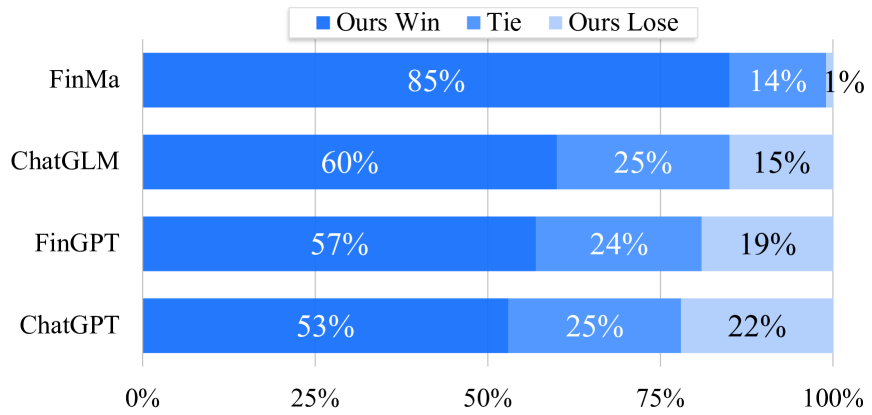 Ours Win Tie Ours Lose
FinMa 85% 14% 1%
ChatGLM 60% 25% 15%
FinGPT 57% 24% 19%
ChatGPT 53% 25% 22%
0% 25% 50% 75% 100%